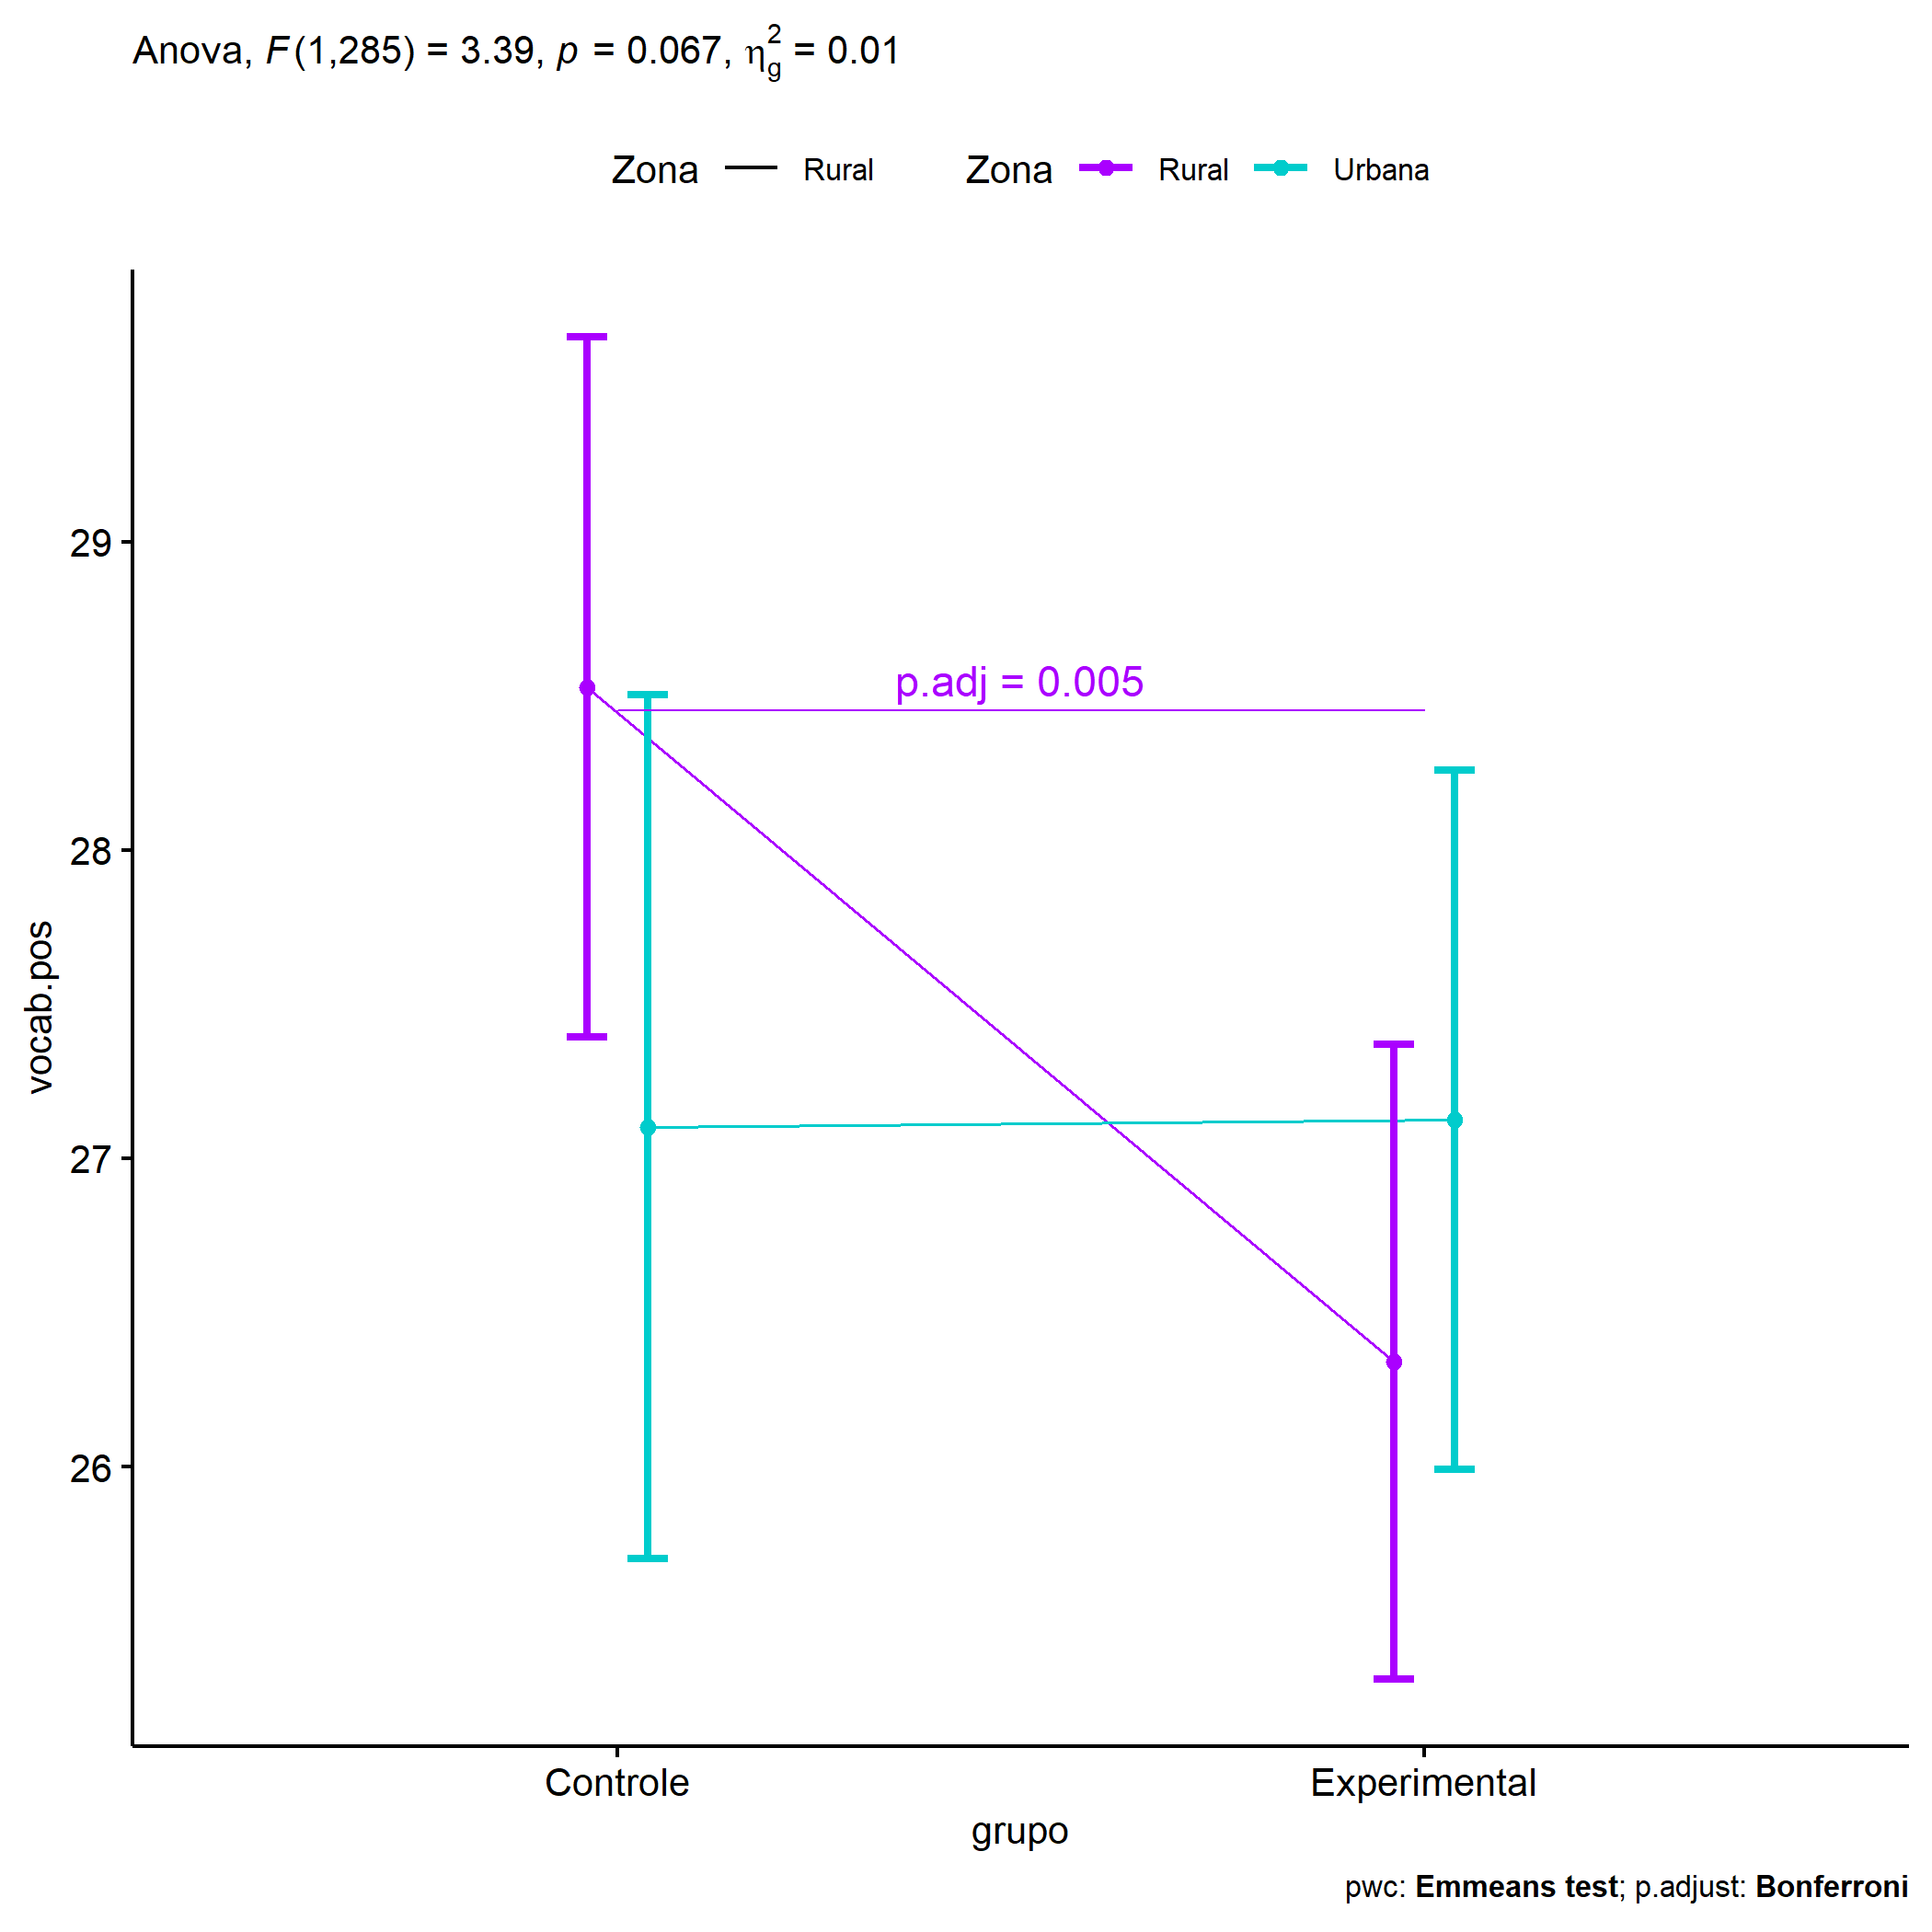 Anova, F(1,285) = 3.39, p = 0.067, η²g = 0.01
Zona Rural Zona Rural Urbana
p.adj = 0.005
29
28
27
26
vocab.pos
Controle Experimental
grupo
pwc: Emmeans test; p.adjust: Bonferroni